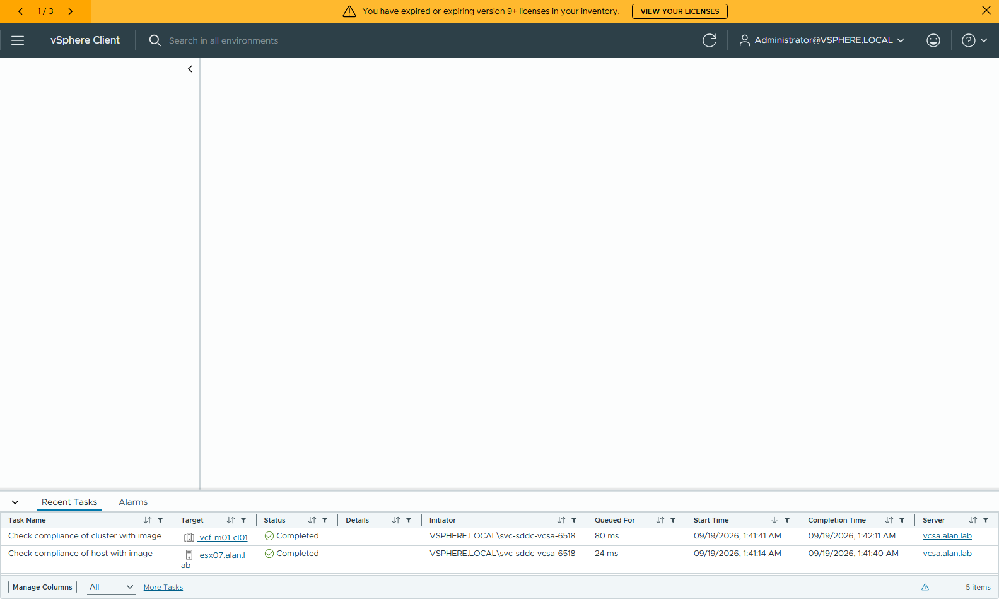 1 / 3
You have expired or expiring version 9+ licenses in your inventory. VIEW YOUR LICENSES
vSphere Client Search in all environments Administrator@VSPHERE.LOCAL
Recent Tasks Alarms
Task Name Target Status Details Initiator Queued For Start Time Completion Time Server
Check compliance of cluster with image vcf-m01-cl01 Completed VSPHERE.LOCAL\svc-sddc-vcsa-6518 80 ms 09/19/2026, 1:41:41 AM 09/19/2026, 1:42:11 AM vcsa.alan.lab
Check compliance of host with image esx07.alan.l Completed VSPHERE.LOCAL\svc-sddc-vcsa-6518 24 ms 09/19/2026, 1:41:14 AM 09/19/2026, 1:41:40 AM vcsa.alan.lab
ab
Manage Columns All More Tasks 5 items